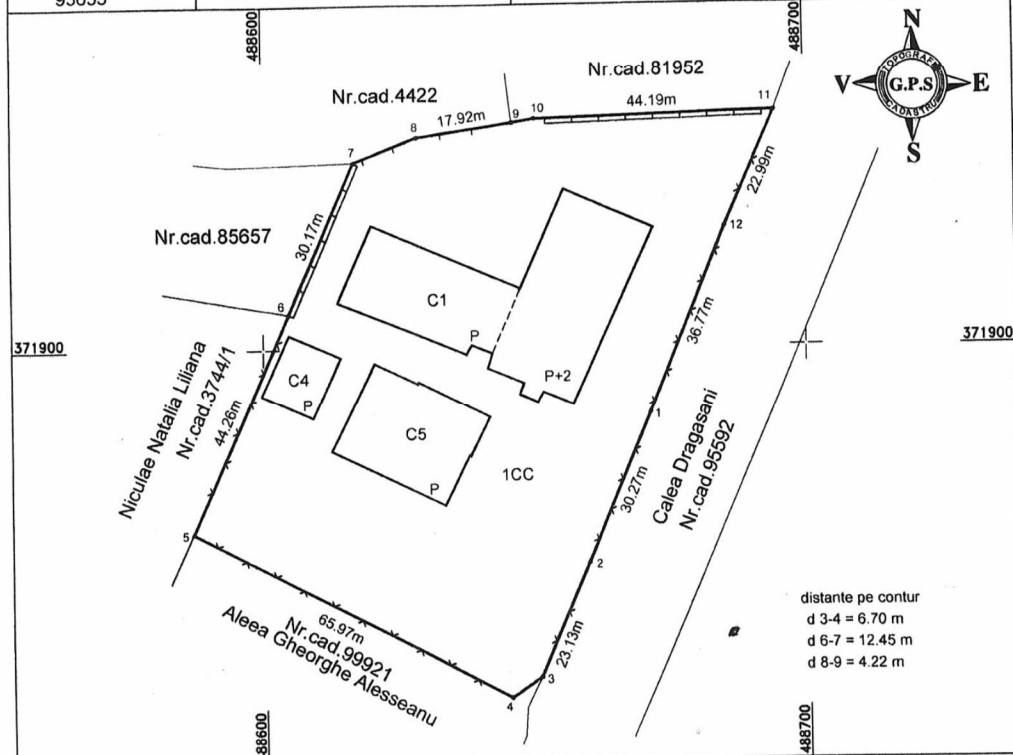 488600
488700
N
V
E
S
TOPOGRAFIE
G.P.S
CADASTRU
Nr.cad.4422
Nr.cad.81952
11
44.19m
10
9
17.92m
8
7
22.99m
12
30.17m
Nr.cad.85657
6
C1
P
P+2
36.77m
371900
371900
C4
P
C5
P
1CC
1
Niculae Natalia Liliana
Nr.cad.3744/1
44.26m
30.27m
Calea Dragasani
Nr.cad.95592
5
2
65.97m
Nr.cad.99921
Aleea Gheorghe Alesseanu
23.13m
3
4
distante pe contur
d 3-4 = 6.70 m
d 6-7 = 12.45 m
d 8-9 = 4.22 m
488600
488700